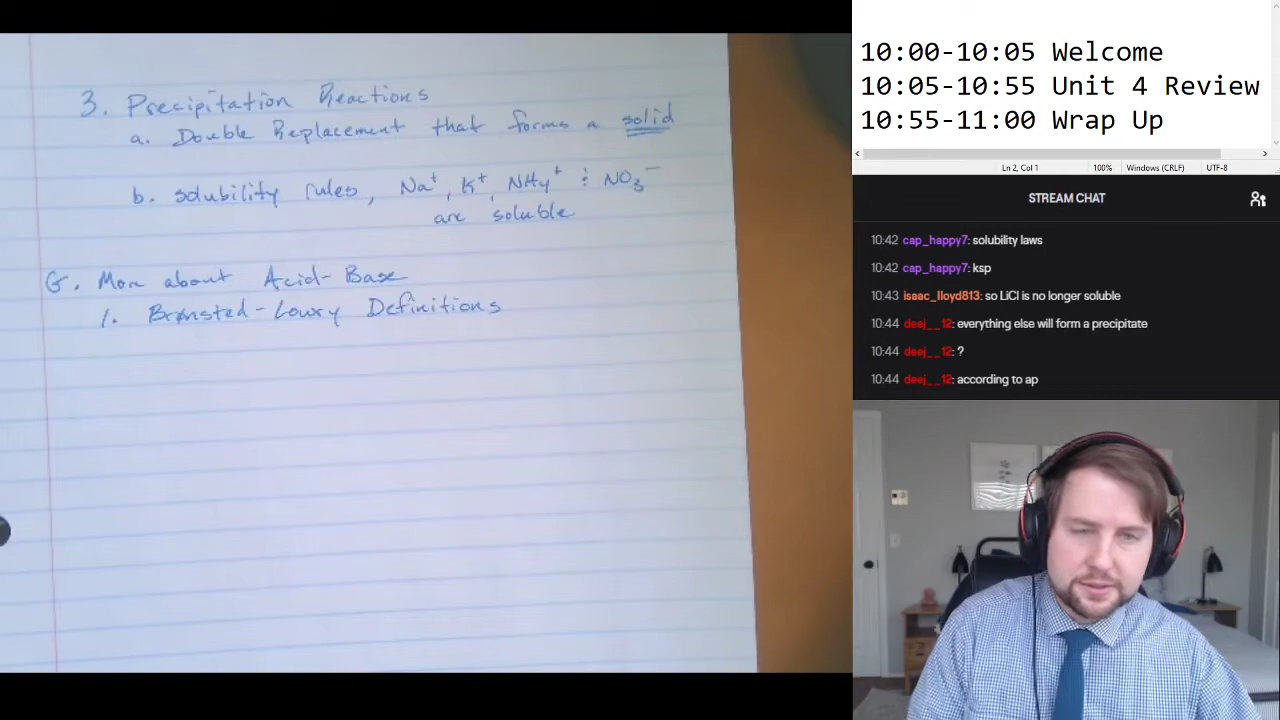 3. Precipitation Reactions
a. Double Replacement that forms a solid
b. solubility rules, Na⁺, K⁺, NH₄⁺ & NO₃⁻
are soluble
G. More about Acid-Base
1. Brønsted-Lowry Definitions
10:00-10:05 Welcome
10:05-10:55 Unit 4 Review
10:55-11:00 Wrap Up
Ln 2, Col 1 100% Windows (CRLF) UTF-8
STREAM CHAT
10:42 cap_happy7: solubility laws
10:42 cap_happy7: ksp
10:43 isaac_lloyd813: so LiCl is no longer soluble
10:44 deej__12: everything else will form a precipitate
10:44 deej__12: ?
10:44 deej__12: according to ap